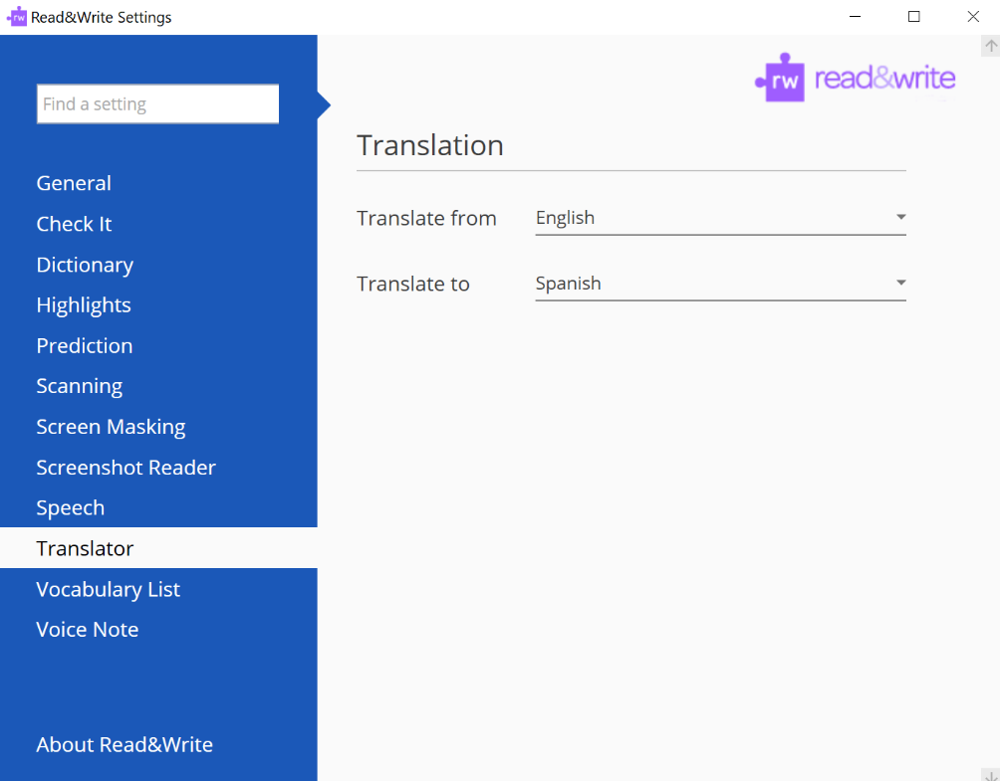 rw Read&Write Settings
Find a setting
General
Check It
Dictionary
Highlights
Prediction
Scanning
Screen Masking
Screenshot Reader
Speech
Translator
Vocabulary List
Voice Note
About Read&Write
rw read&write
Translation
Translate from English
Translate to Spanish